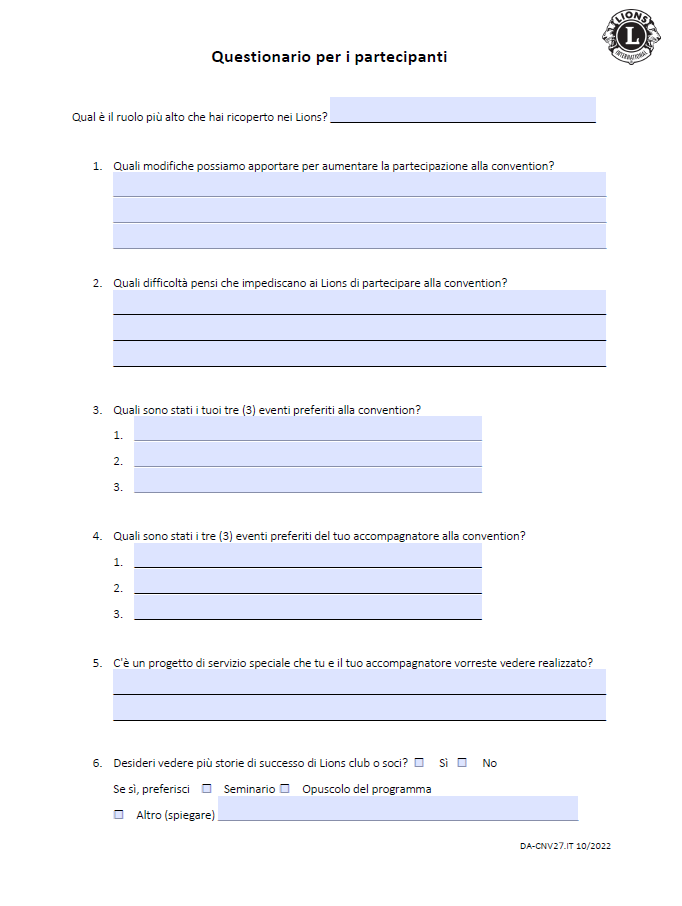 LIONS
L
INTERNATIONAL
Questionario per i partecipanti
Qual è il ruolo più alto che hai ricoperto nei Lions?
1. Quali modifiche possiamo apportare per aumentare la partecipazione alla convention?
2. Quali difficoltà pensi che impediscano ai Lions di partecipare alla convention?
3. Quali sono stati i tuoi tre (3) eventi preferiti alla convention?
1.
2.
3.
4. Quali sono stati i tre (3) eventi preferiti del tuo accompagnatore alla convention?
1.
2.
3.
5. C'è un progetto di servizio speciale che tu e il tuo accompagnatore vorreste vedere realizzato?
6. Desideri vedere più storie di successo di Lions club o soci? ☐ Sì ☐ No
Se sì, preferisci ☐ Seminario ☐ Opuscolo del programma
☐ Altro (spiegare)
DA-CNV27.IT 10/2022